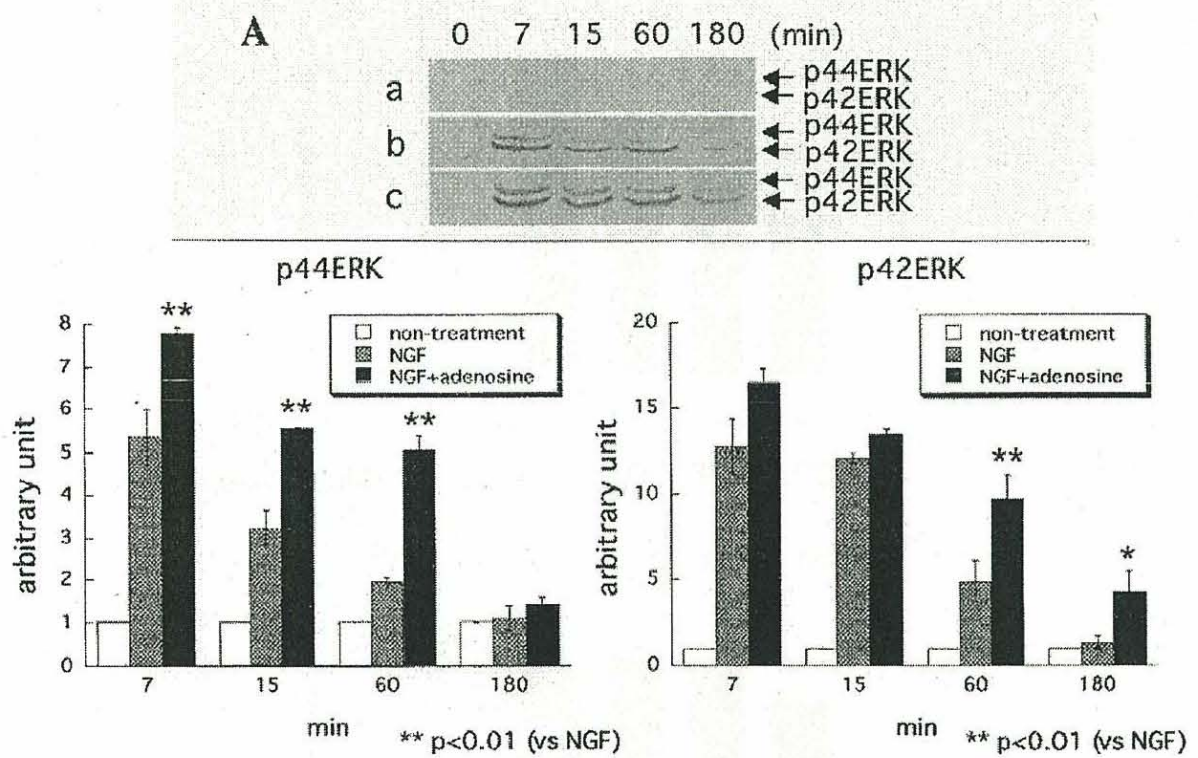 A
0 7 15 60 180 (min)
a
p44ERK
p42ERK
b
p44ERK
p42ERK
c
p44ERK
p42ERK
p44ERK
**
**
**
non-treatment
NGF
NGF+adenosine
arbitrary unit
8
7
6
5
4
3
2
1
0
7 15 60 180
min
** p<0.01 (vs NGF)
p42ERK
**
*
non-treatment
NGF
NGF+adenosine
arbitrary unit
20
15
10
5
0
7 15 60 180
min
** p<0.01 (vs NGF)